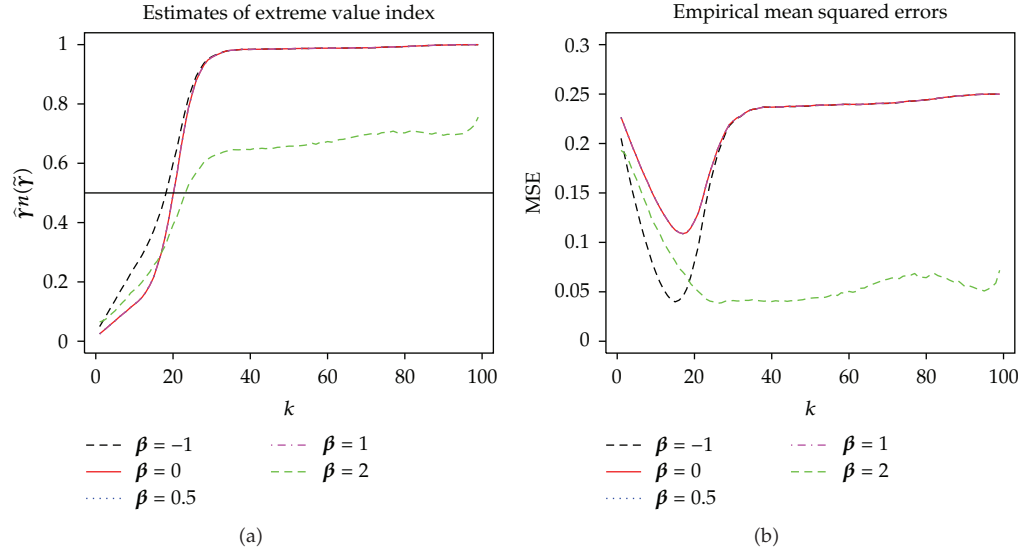 Estimates of extreme value index
1
0.8
0.6
0.4
0.2
0
γ̂n(γ̃)
0 20 40 60 80 100
k
β = −1
β = 0
β = 0.5
β = 1
β = 2
(a)
Empirical mean squared errors
0.3
0.25
0.2
0.15
0.1
0.05
0
MSE
0 20 40 60 80 100
k
β = −1
β = 0
β = 0.5
β = 1
β = 2
(b)